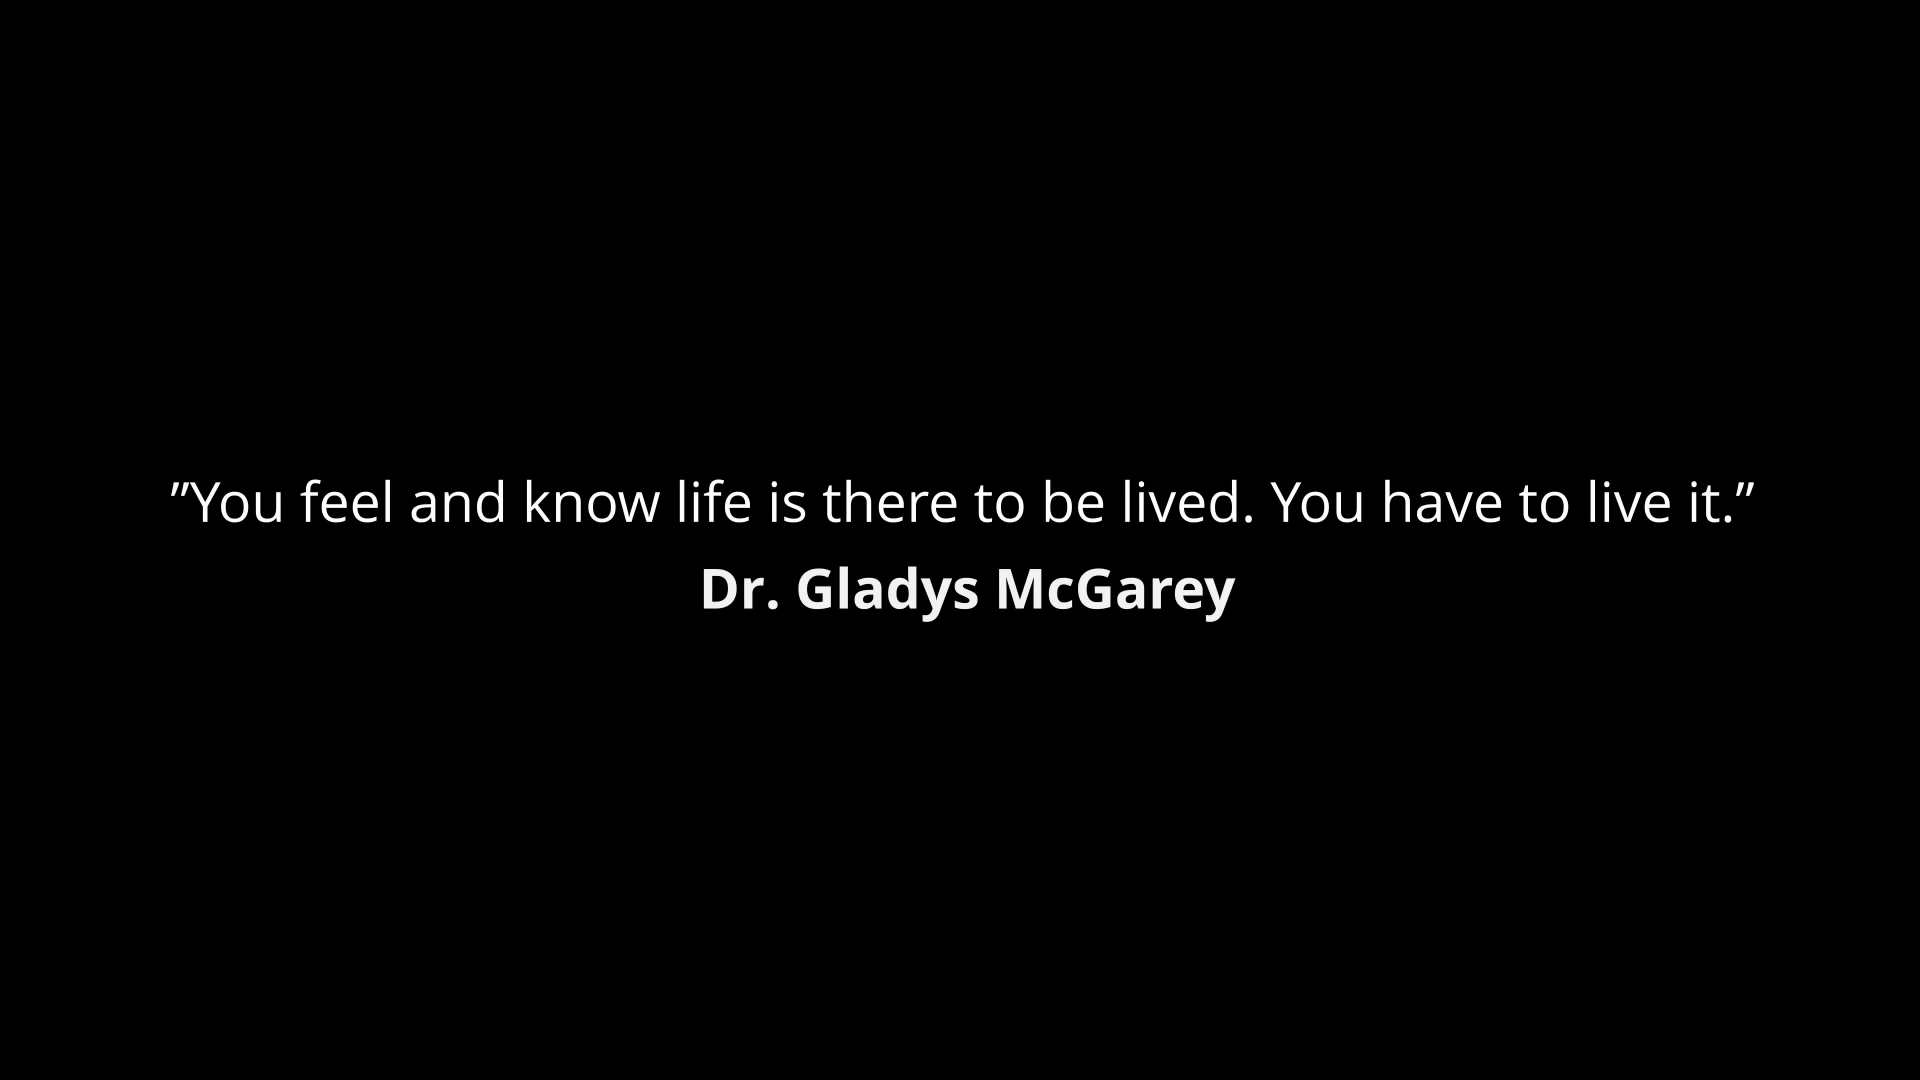 ”You feel and know life is there to be lived. You have to live it.”
Dr. Gladys McGarey